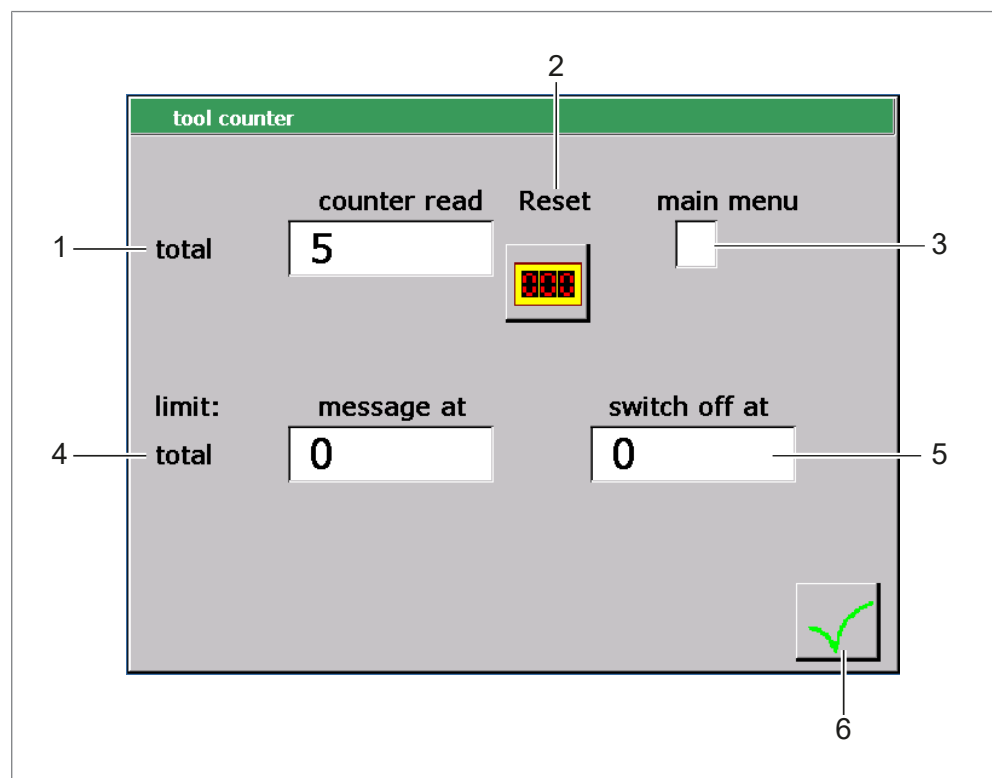 2
tool counter
counter read Reset main menu
1 total 5 3
000
limit: message at switch off at
4 total 0 0 5
6